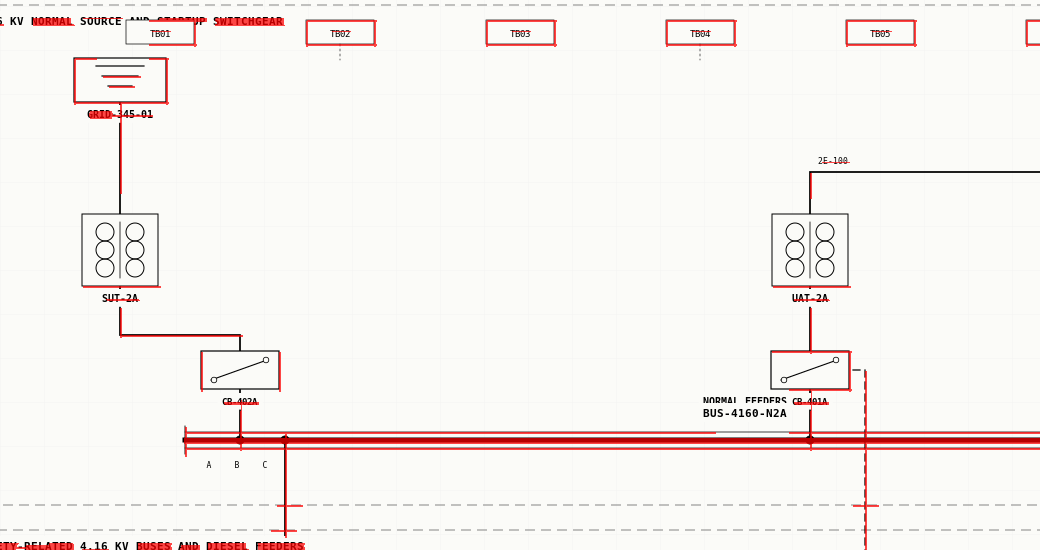 KV NORMAL SOURCE AND STARTUP SWITCHGEAR
TB01 TB02 TB03 TB04 TB05
GRID-345-01
2E-100
SUT-2A UAT-2A
CB-402A NORMAL FEEDERS CB-401A
BUS-4160-N2A
A B C
4.16 KV BUSES AND DIESEL FEEDERS